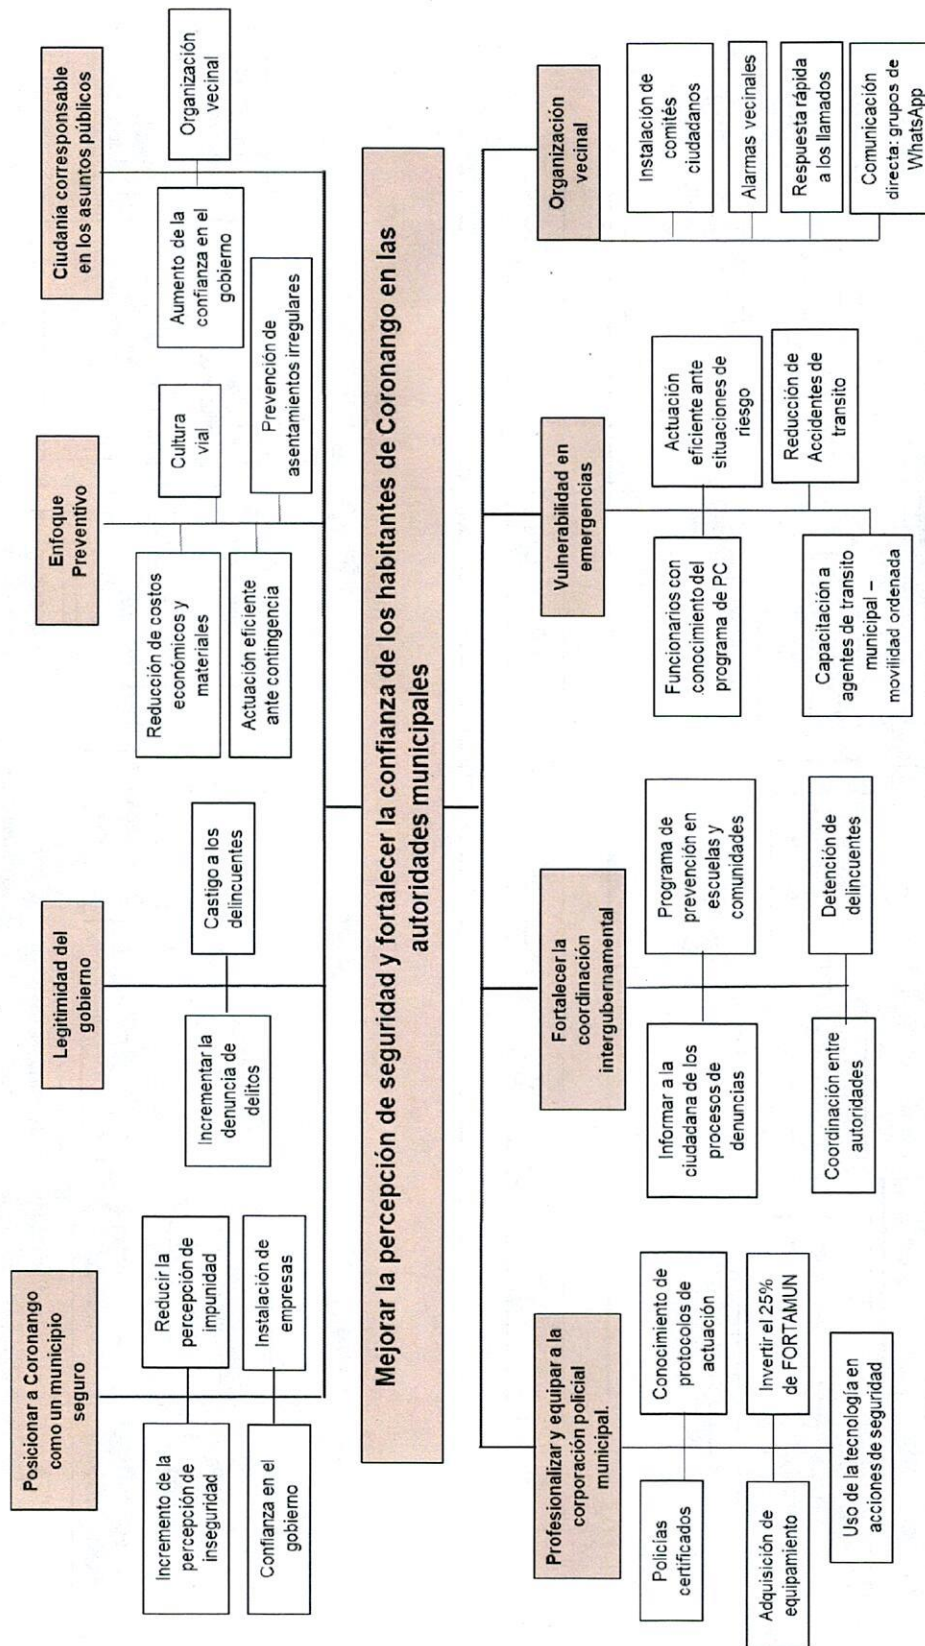 Posicionar a Coronango
como un municipio
seguro
Incremento de la
percepción de
inseguridad
Reducir la
percepción de
impunidad
Confianza en el
gobierno
Instalación de
empresas
Legitimidad del
gobierno
Incrementar la
denuncia de
delitos
Castigo a los
delincuentes
Enfoque
Preventivo
Reducción de costos
económicos y
materiales
Cultura
vial
Actuación eficiente
ante contingencia
Prevención de
asentamientos irregulares
Ciudanía corresponsable
en los asuntos públicos
Aumento de la
confianza en el
gobierno
Organización
vecinal
Mejorar la percepción de seguridad y fortalecer la confianza de los habitantes de Coronango en las
autoridades municipales
Profesionalizar y equipar a la
corporación policial
municipal.
Policías
certificados
Conocimiento de
protocolos de
actuación
Adquisición de
equipamiento
Invertir el 25%
de FORTAMUN
Uso de la tecnología en
acciones de seguridad
Fortalecer la
coordinación
intergubernamental
Informar a la
ciudadana de los
procesos de
denuncias
Programa de
prevención en
escuelas y
comunidades
Coordinación entre
autoridades
Detención de
delincuentes
Vulnerabilidad en
emergencias
Funcionarios con
conocimiento del
programa de PC
Actuación
eficiente ante
situaciones de
riesgo
Capacitación a
agentes de transito
municipal –
movilidad ordenada
Reducción de
Accidentes de
transito
Organización
vecinal
Instalación de
comités
ciudadanos
Alarmas vecinales
Respuesta rápida
a los llamados
Comunicación
directa: grupos de
WhatsApp